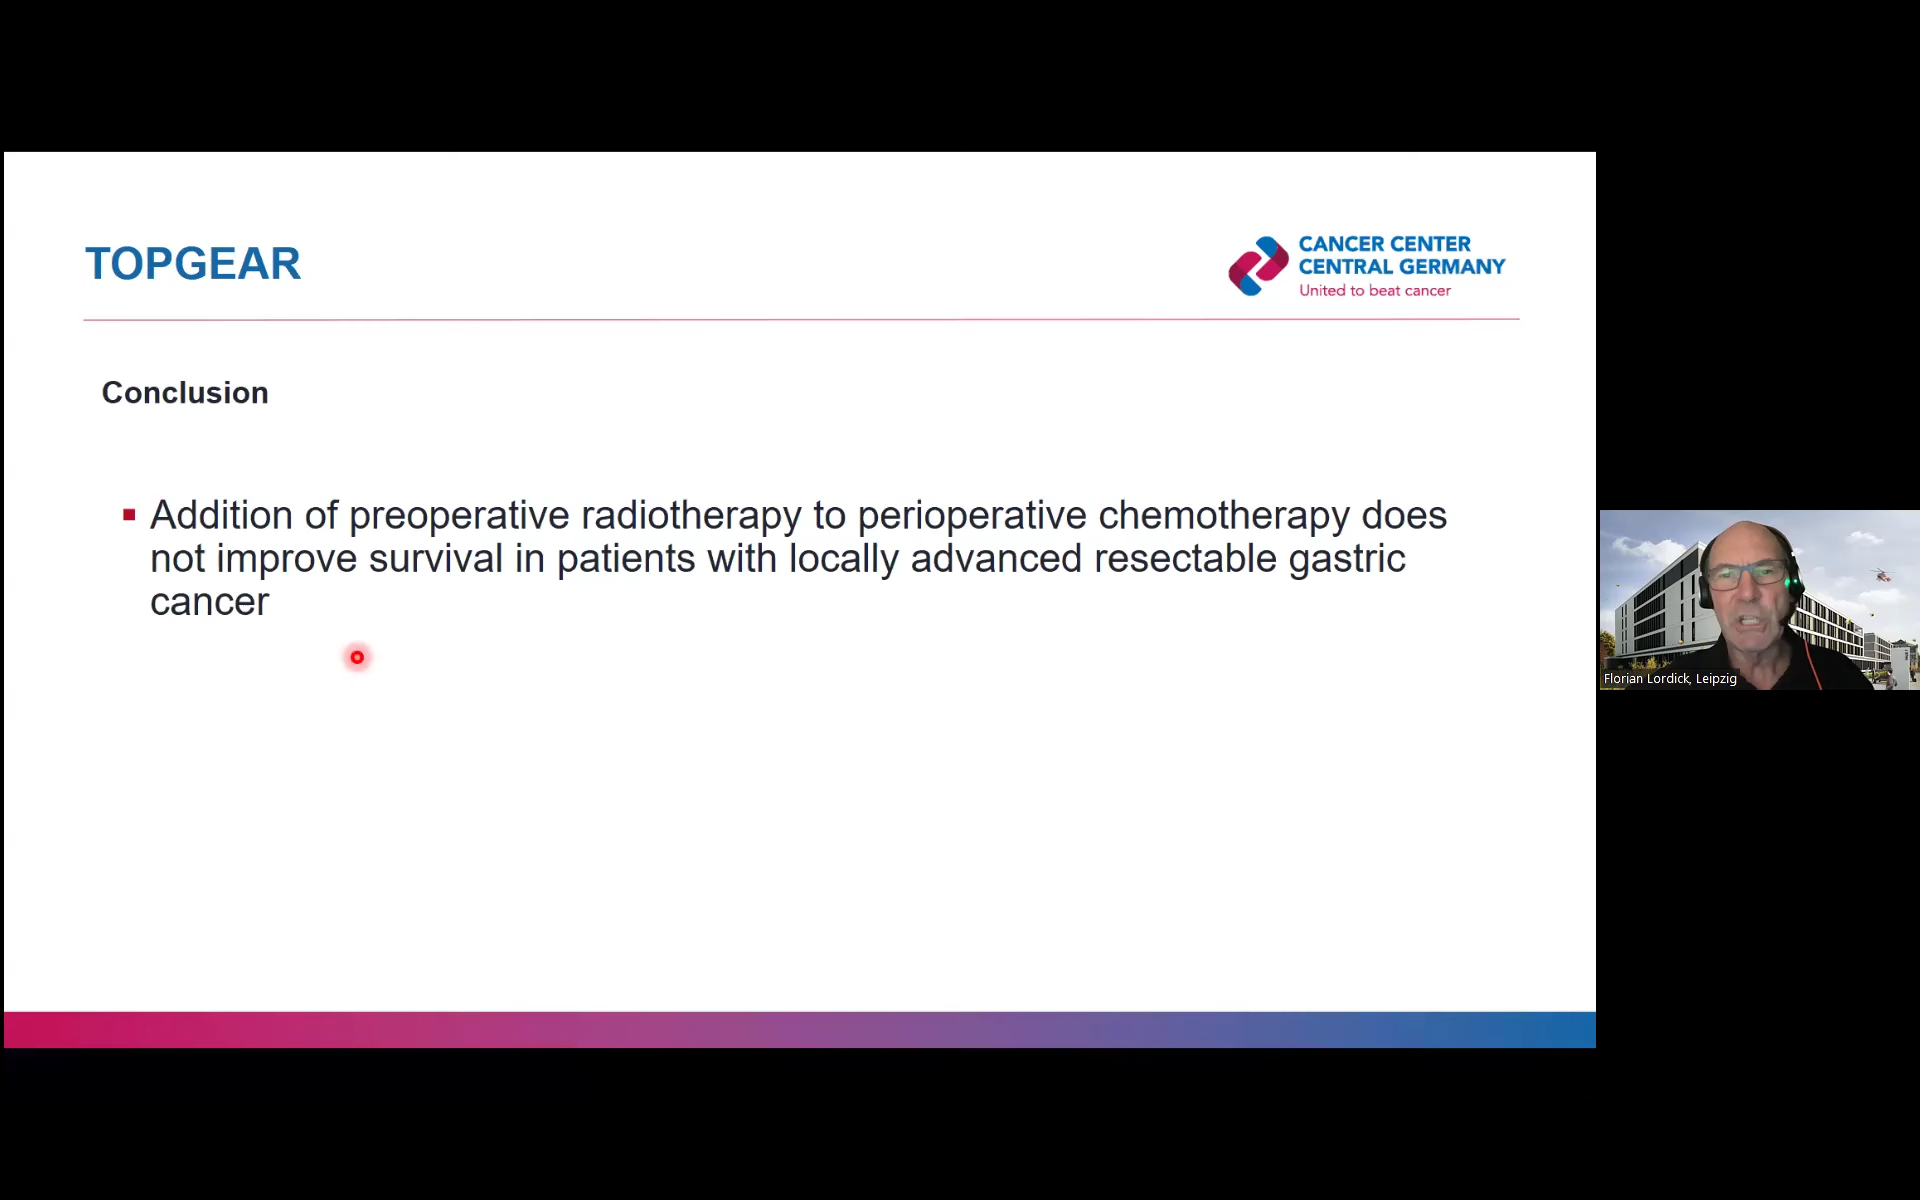 TOPGEAR
CANCER CENTER
CENTRAL GERMANY
United to beat cancer
Conclusion
Addition of preoperative radiotherapy to perioperative chemotherapy does
not improve survival in patients with locally advanced resectable gastric
cancer
Florian Lordick, Leipzig